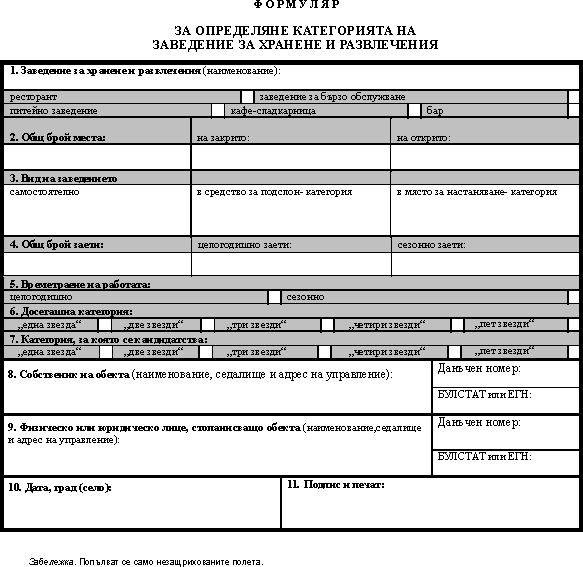 Ф О Р М У Л Я Р
ЗА ОПРЕДЕЛЯНЕ КАТЕГОРИЯТА НА
ЗАВЕДЕНИЕ ЗА ХРАНЕНЕ И РАЗВЛЕЧЕНИЯ
1. Заведение за хранене и развлечения (наименование):
ресторант заведение за бързо обслужване
питейно заведение кафе-сладкарница бар
2. Общ брой места: на закрито: на открито:
3. Вид на заведението
самостоятелно в средство за подслон- категория в място за настаняване- категория
4. Общ брой заети: целогодишно заети: сезонно заети:
5. Времетраене на работата:
целогодишно сезонно
6. Досегашна категория:
„една звезда“ „две звезди“ „три звезди“ „четири звезди“ „пет звезди“
7. Категория, за която се кандидатства:
„една звезда“ „две звезди“ „три звезди“ „четири звезди“ „пет звезди“
8. Собственик на обекта (наименование, седалище и адрес на управление): Данъчен номер:
БУЛСТАТ или ЕГН:
9. Физическо или юридическо лице, стопанисващо обекта (наименование,седалище
и адрес на управление): Данъчен номер:
БУЛСТАТ или ЕГН:
10. Дата, град (село): 11. Подпис и печат:
Забележка. Попълват се само незащрихованите полета.